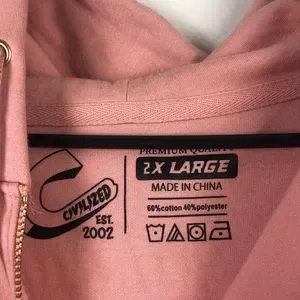 CIVILIZED
EST.
2002
PREMIUM QUALITY
2X LARGE
MADE IN CHINA
60%cotton 40%polyester